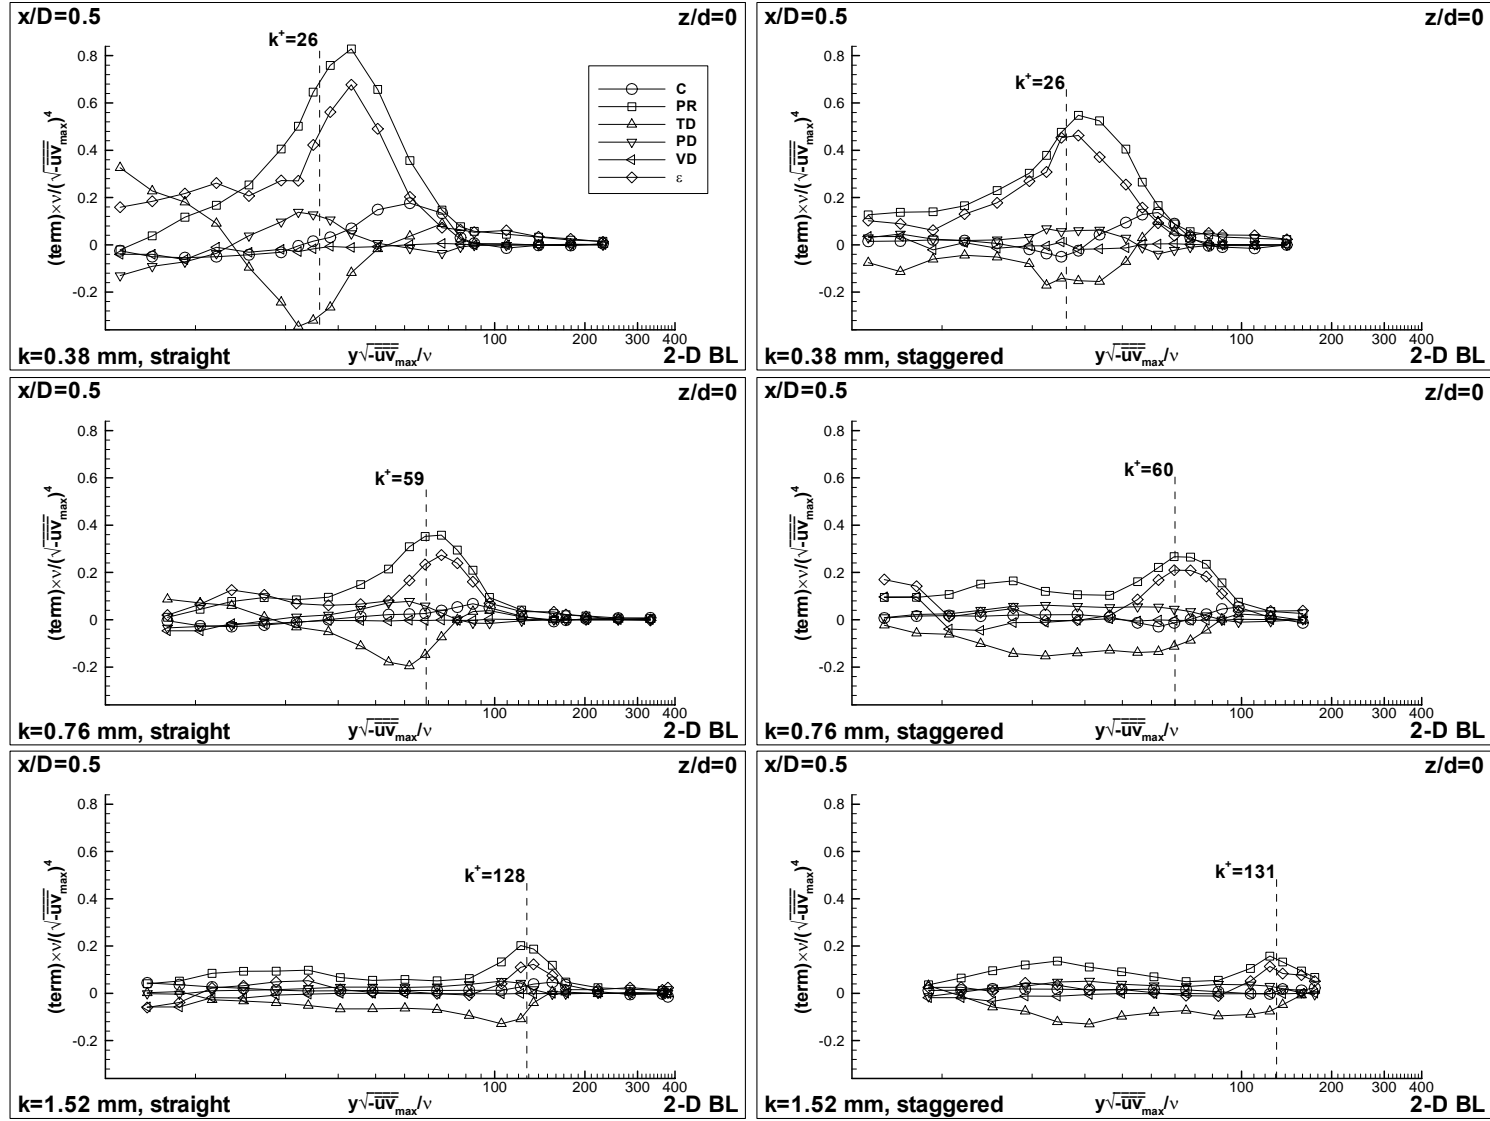 x/D=0.5 z/d=0
k⁺=26
C
PR
TD
PD
VD
ε
(term)×ν/(√-uv̅max)⁴
0.8
0.6
0.4
0.2
0
-0.2
100 200 300 400
k=0.38 mm, straight y√-uv̅max/ν 2-D BL
x/D=0.5 z/d=0
k⁺=26
(term)×ν/(√-uv̅max)⁴
0.8
0.6
0.4
0.2
0
-0.2
100 200 300 400
k=0.38 mm, staggered y√-uv̅max/ν 2-D BL
x/D=0.5 z/d=0
k⁺=59
(term)×ν/(√-uv̅max)⁴
0.8
0.6
0.4
0.2
0
-0.2
100 200 300 400
k=0.76 mm, straight y√-uv̅max/ν 2-D BL
x/D=0.5 z/d=0
k⁺=60
(term)×ν/(√-uv̅max)⁴
0.8
0.6
0.4
0.2
0
-0.2
100 200 300 400
k=0.76 mm, staggered y√-uv̅max/ν 2-D BL
x/D=0.5 z/d=0
k⁺=128
(term)×ν/(√-uv̅max)⁴
0.8
0.6
0.4
0.2
0
-0.2
100 200 300 400
k=1.52 mm, straight y√-uv̅max/ν 2-D BL
x/D=0.5 z/d=0
k⁺=131
(term)×ν/(√-uv̅max)⁴
0.8
0.6
0.4
0.2
0
-0.2
100 200 300 400
k=1.52 mm, staggered y√-uv̅max/ν 2-D BL